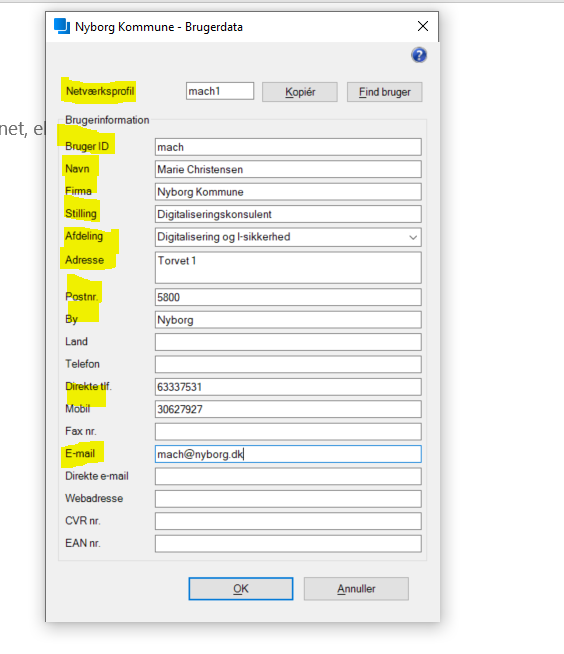 Nyborg Kommune - Brugerdata
Netværksprofil mach1 Kopiér Find bruger
net, el
Brugerinformation
Bruger ID mach
Navn Marie Christensen
Firma Nyborg Kommune
Stilling Digitaliseringskonsulent
Afdeling Digitalisering og I-sikkerhed
Adresse Torvet 1
Postnr. 5800
By Nyborg
Land
Telefon
Direkte tlf. 63337531
Mobil 30627927
Fax nr.
E-mail mach@nyborg.dk
Direkte e-mail
Webadresse
CVR nr.
EAN nr.
OK Annuller